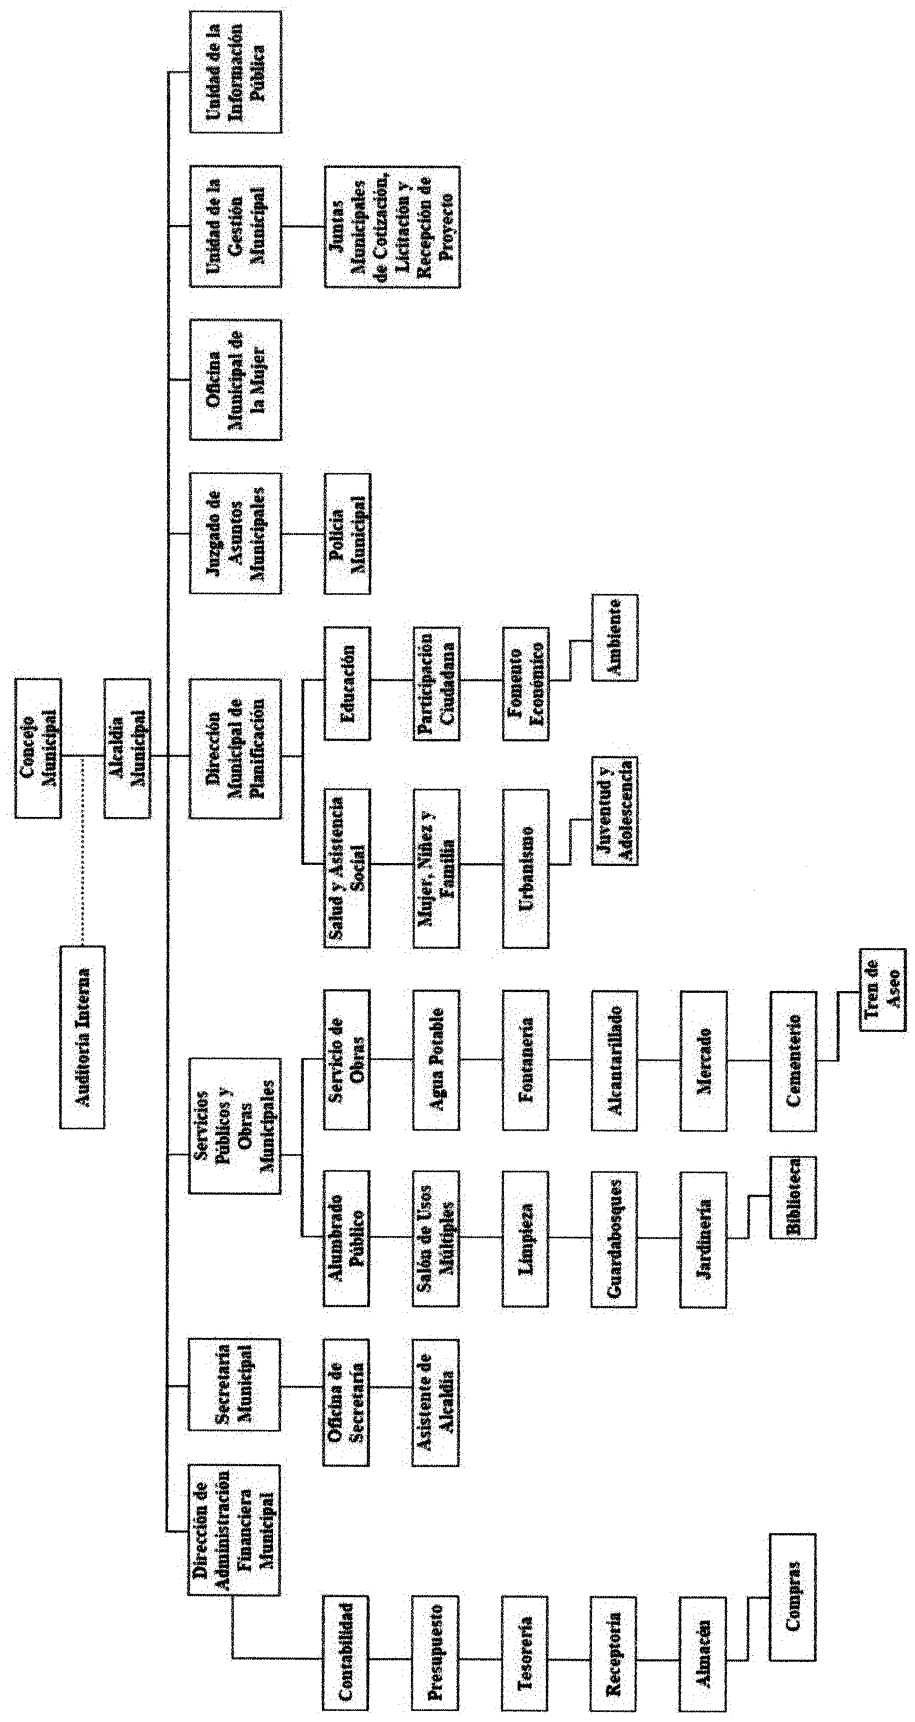 Concejo
Municipal
Auditoría Interna
Alcaldía
Municipal
Dirección de
Administración
Financiera
Municipal
Secretaría
Municipal
Servicios
Públicos y
Obras
Municipales
Dirección
Municipal de
Planificación
Juzgado de
Asuntos
Municipales
Oficina
Municipal de
la Mujer
Unidad de la
Gestión
Municipal
Unidad de la
Información
Pública
Contabilidad
Presupuesto
Tesorería
Receptoría
Almacén
Compras
Oficina de
Secretaría
Asistente de
Alcaldía
Alumbrado
Público
Salón de Usos
Múltiples
Limpieza
Guardabosques
Jardinería
Biblioteca
Servicio de
Obras
Agua Potable
Fontanería
Alcantarillado
Mercado
Cementerio
Tren de
Aseo
Salud y Asistencia
Social
Mujer, Niñez y
Familia
Urbanismo
Juventud y
Adolescencia
Educación
Participación
Ciudadana
Fomento
Económico
Ambiente
Policía
Municipal
Juntas
Municipales
de Cotización,
Licitación y
Recepción de
Proyecto